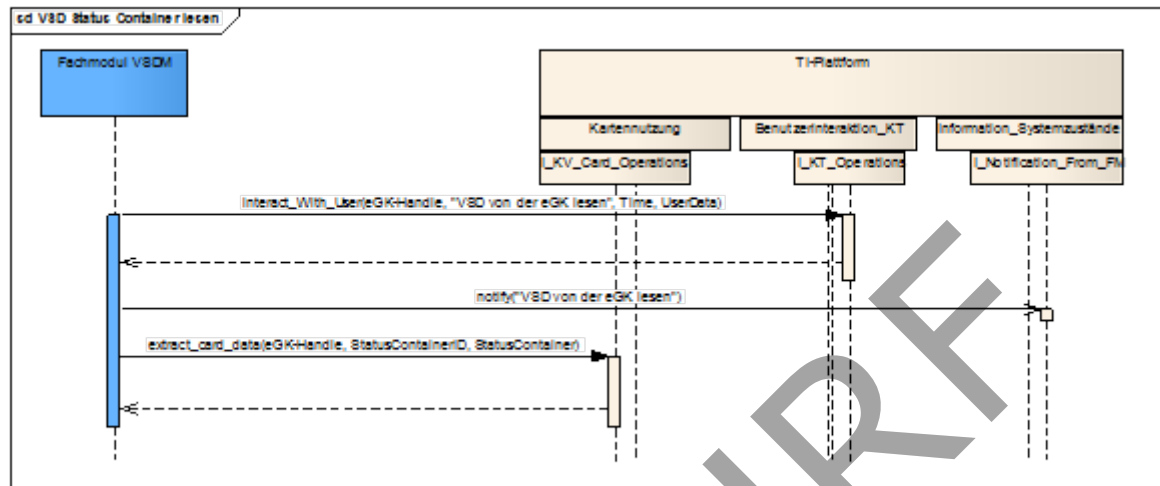 sd VSD Status Container lesen
Fachmodul VSDM
TI-Plattform
Kartennutzung
Benutzerinteraktion_KT
Information_Systemzustände
I_KV_Card_Operations
I_KT_Operations
I_Notification_From_FM
Interact_With_User(eGK-Handle, "VSD von der eGK lesen", Time, UserData)
notify("VSD von der eGK lesen")
extract_card_data(eGK-Handle, StatusContainerID, StatusContainer)